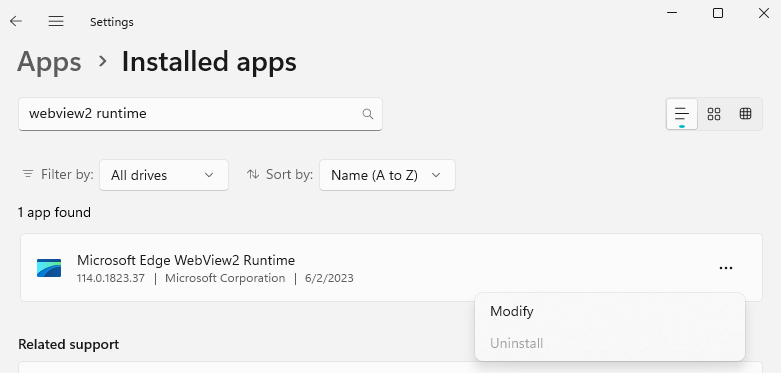 Settings
Apps > Installed apps
webview2 runtime
Filter by: All drives Sort by: Name (A to Z)
1 app found
Microsoft Edge WebView2 Runtime
114.0.1823.37 | Microsoft Corporation | 6/2/2023
Modify
Uninstall
Related support